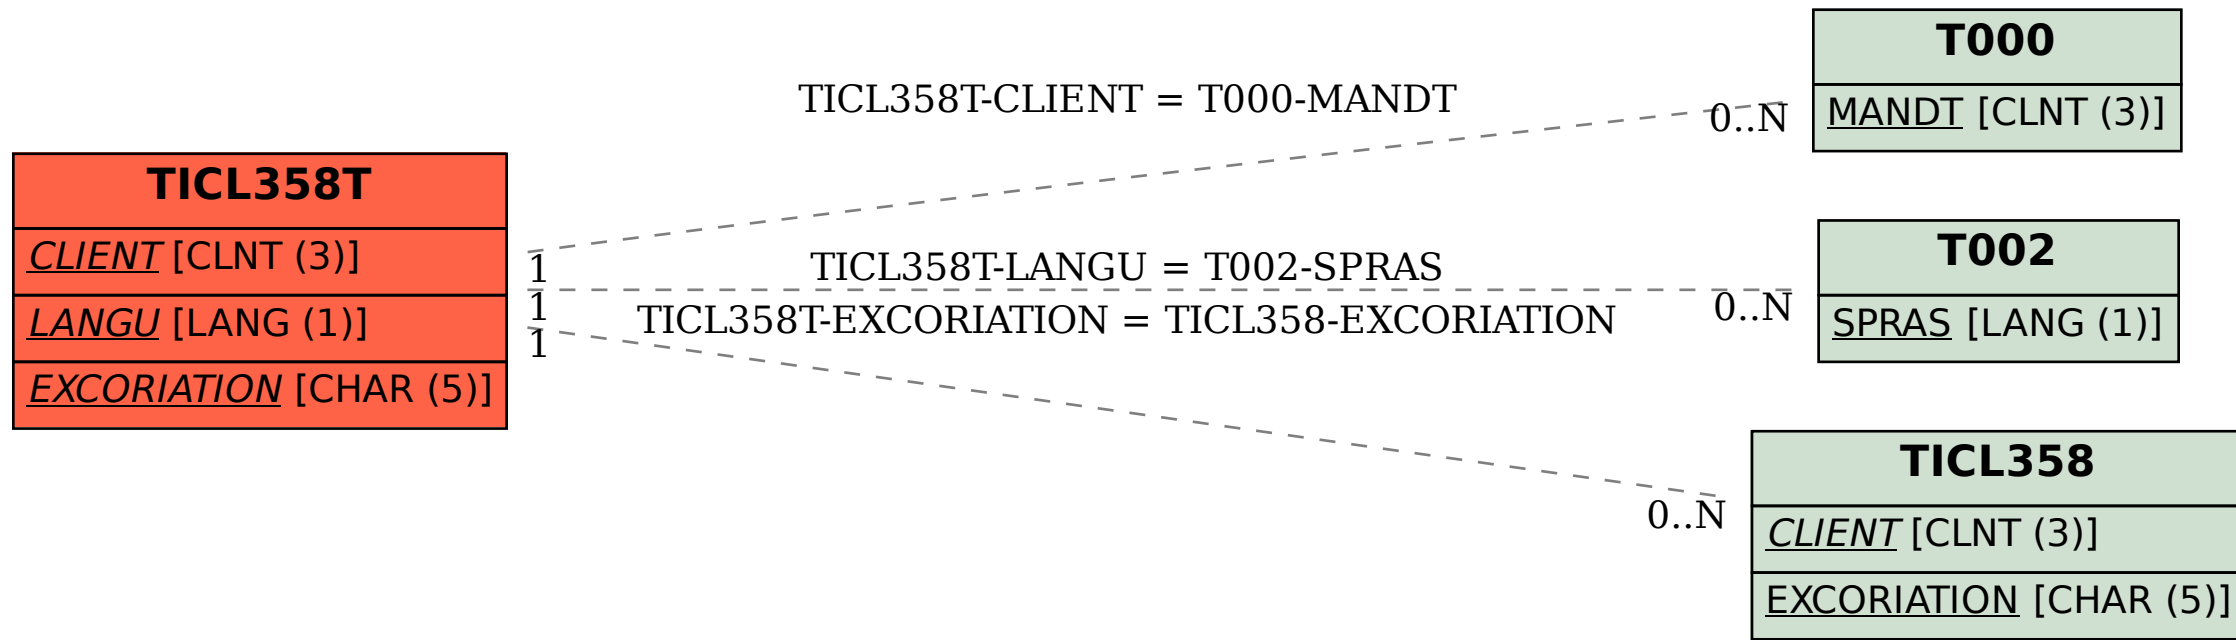 TICL358T
CLIENT [CLNT (3)]
LANGU [LANG (1)]
EXCORIATION [CHAR (5)]
TICL358T-CLIENT = T000-MANDT
1
0..N
TICL358T-LANGU = T002-SPRAS
1
0..N
TICL358T-EXCORIATION = TICL358-EXCORIATION
1
0..N
T000
MANDT [CLNT (3)]
T002
SPRAS [LANG (1)]
TICL358
CLIENT [CLNT (3)]
EXCORIATION [CHAR (5)]